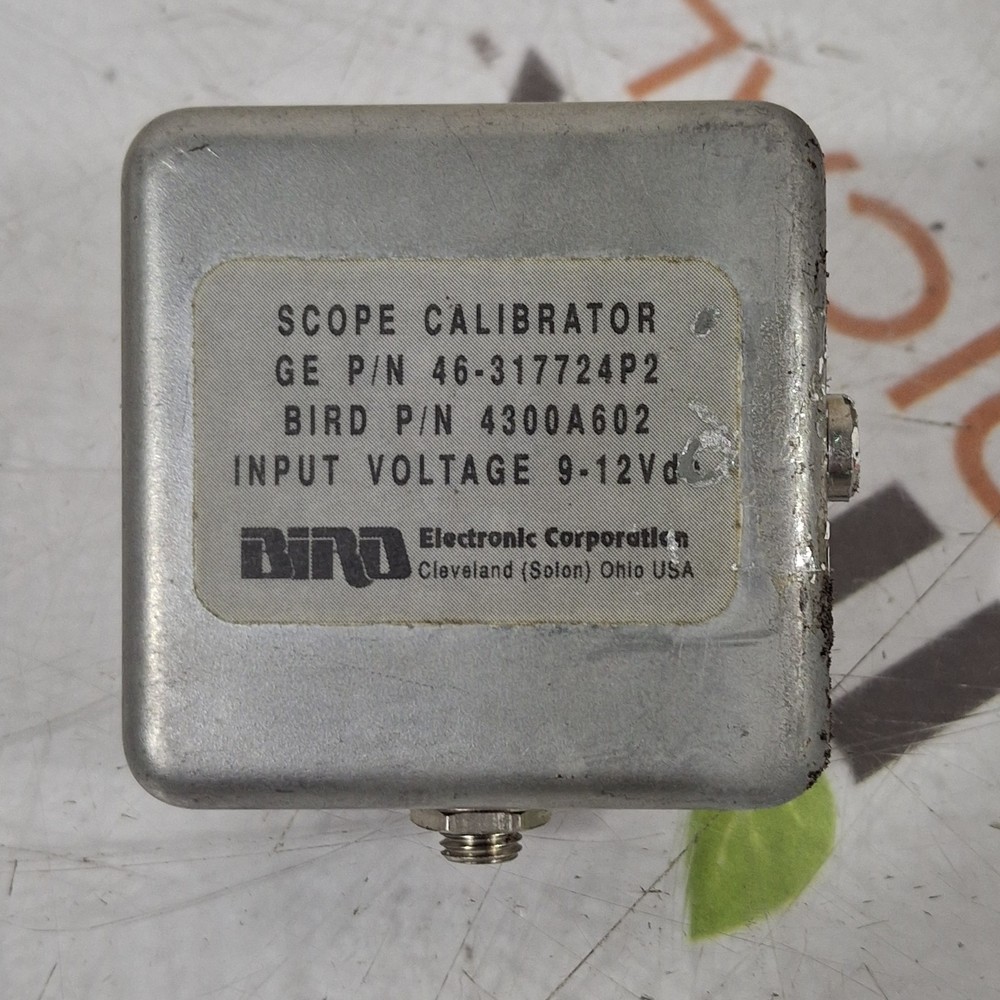 SCOPE CALIBRATOR
GE P/N 46-317724P2
BIRD P/N 4300A602
INPUT VOLTAGE 9-12Vd
BIRD Electronic Corporation
Cleveland (Solon) Ohio USA